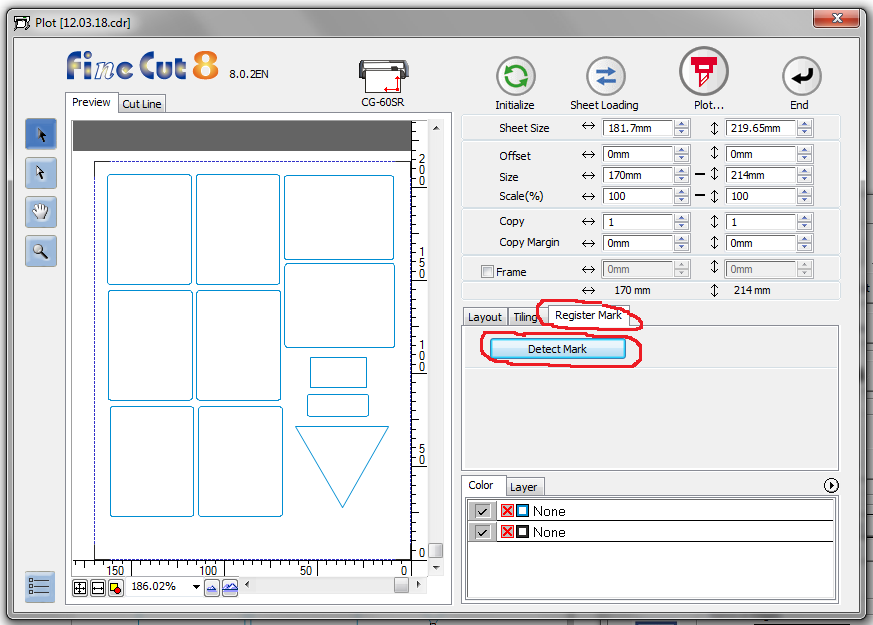 Plot [12.03.18.cdr]
Fine Cut 8 8.0.2EN
CG-60SR
Initialize Sheet Loading Plot... End
Preview Cut Line
Sheet Size 181.7mm 219.65mm
Offset 0mm 0mm
Size 170mm 214mm
Scale(%) 100 100
Copy 1 1
Copy Margin 0mm 0mm
Frame 0mm 0mm
170 mm 214 mm
Layout Tiling Register Mark
Detect Mark
200
150
100
50
0
150 100 50 0
186.02%
Color Layer
None
None